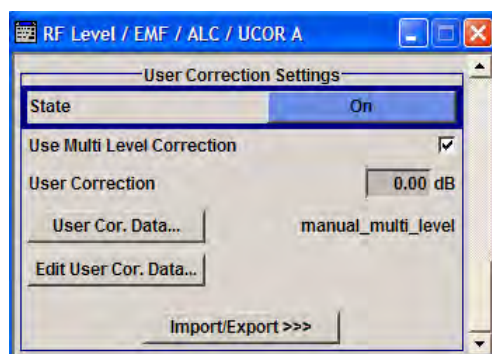 RF Level / EMF / ALC / UCOR A
User Correction Settings
State On
Use Multi Level Correction
User Correction 0.00 dB
User Cor. Data... manual_multi_level
Edit User Cor. Data...
Import/Export >>>